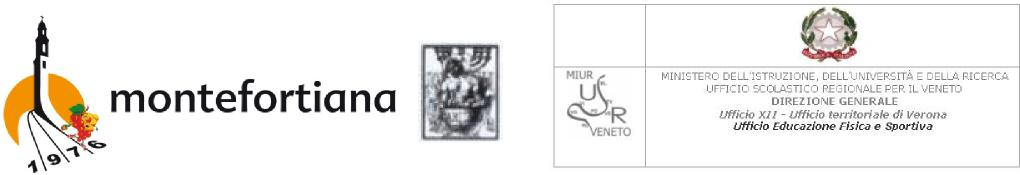 montefortiana
1976
MIUR
USR
VENETO
MINISTERO DELL'ISTRUZIONE, DELL'UNIVERSITÀ E DELLA RICERCA
UFFICIO SCOLASTICO REGIONALE PER IL VENETO
DIREZIONE GENERALE
Ufficio XII – Ufficio territoriale di Verona
Ufficio Educazione Fisica e Sportiva